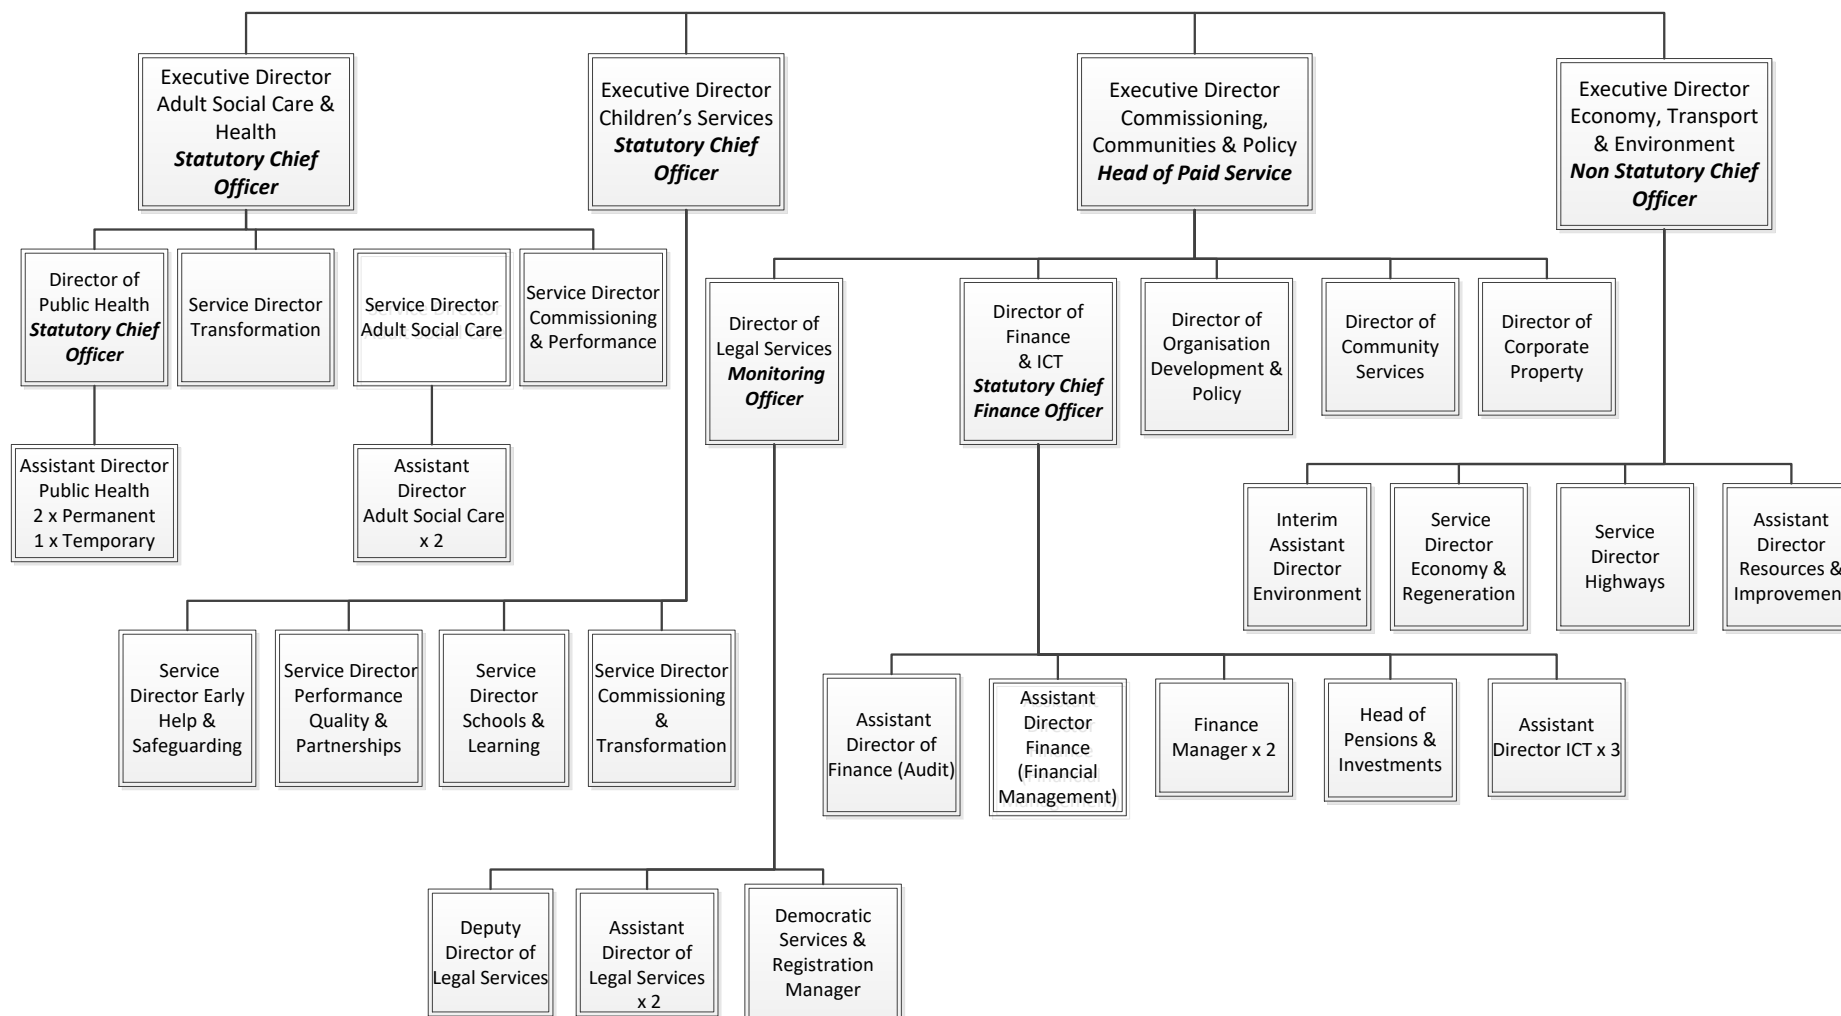 Executive Director
Adult Social Care &
Health
Statutory Chief
Officer
Executive Director
Children’s Services
Statutory Chief
Officer
Executive Director
Commissioning,
Communities & Policy
Head of Paid Service
Executive Director
Economy, Transport
& Environment
Non Statutory Chief
Officer
Director of
Public Health
Statutory Chief
Officer
Service Director
Transformation
Service Director
Adult Social Care
Service Director
Commissioning
& Performance
Director of
Legal Services
Monitoring
Officer
Director of
Finance
& ICT
Statutory Chief
Finance Officer
Director of
Organisation
Development &
Policy
Director of
Community
Services
Director of
Corporate
Property
Assistant Director
Public Health
2 x Permanent
1 x Temporary
Assistant
Director
Adult Social Care
x 2
Interim
Assistant
Director
Environment
Service
Director
Economy &
Regeneration
Service
Director
Highways
Assistant
Director
Resources &
Improvement
Service
Director Early
Help &
Safeguarding
Service Director
Performance
Quality &
Partnerships
Service
Director
Schools &
Learning
Service Director
Commissioning
&
Transformation
Assistant
Director of
Finance (Audit)
Assistant
Director
Finance
(Financial
Management)
Finance
Manager x 2
Head of
Pensions &
Investments
Assistant
Director ICT x 3
Deputy
Director of
Legal Services
Assistant
Director of
Legal Services
x 2
Democratic
Services &
Registration
Manager